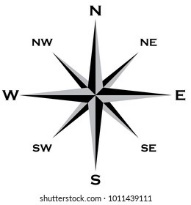 N
NW NE
W E
SW SE
S
shutterstock.com · 1011439111